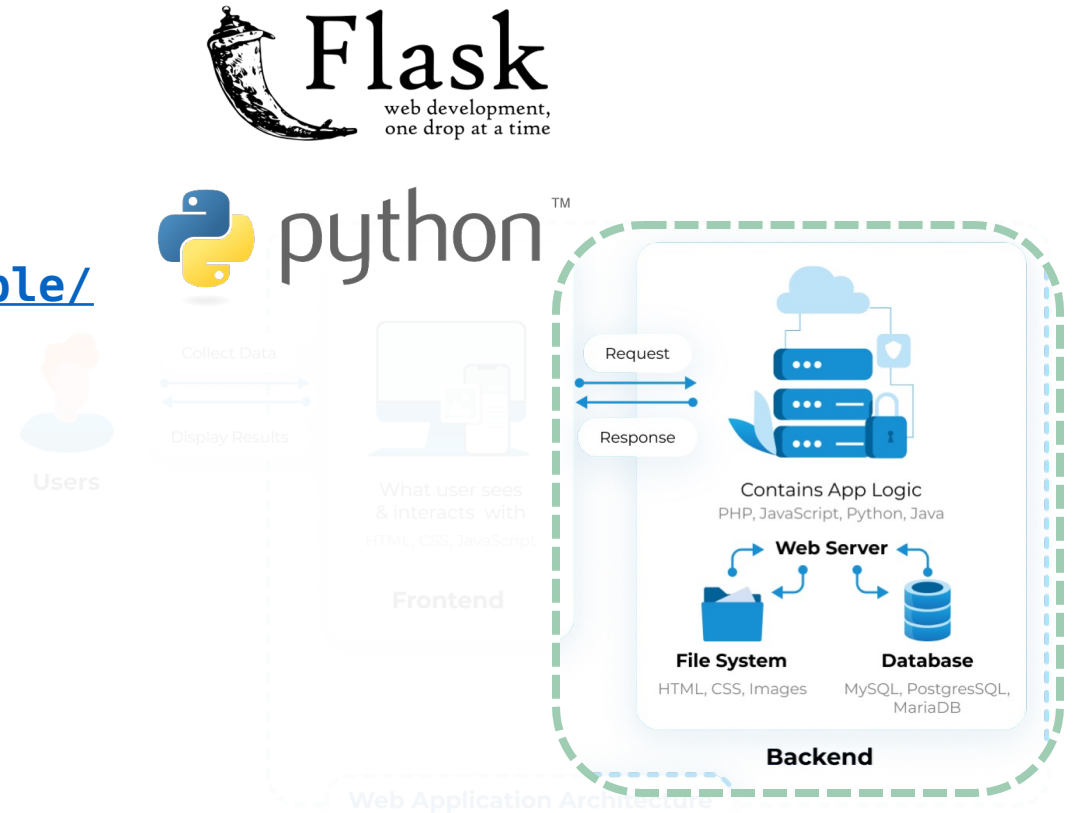 Flask
web development,
one drop at a time
python™
ble/
Collect Data
Display Results
Users
What user sees
& interacts with
HTML, CSS, JavaScript
Frontend
Request
Response
Contains App Logic
PHP, JavaScript, Python, Java
Web Server
File System
HTML, CSS, Images
Database
MySQL, PostgresSQL,
MariaDB
Backend
Web Application Architecture